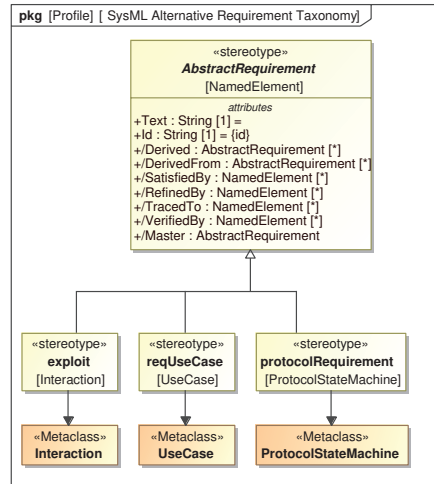 pkg [Profile] [ SysML Alternative Requirement Taxonomy]
«stereotype»
AbstractRequirement
[NamedElement]
attributes
+Text : String [1] =
+Id : String [1] = {id}
+/Derived : AbstractRequirement [*]
+/DerivedFrom : AbstractRequirement [*]
+/SatisfiedBy : NamedElement [*]
+/RefinedBy : NamedElement [*]
+/TracedTo : NamedElement [*]
+/VerifiedBy : NamedElement [*]
+/Master : AbstractRequirement
«stereotype»
exploit
[Interaction]
«stereotype»
reqUseCase
[UseCase]
«stereotype»
protocolRequirement
[ProtocolStateMachine]
«Metaclass»
Interaction
«Metaclass»
UseCase
«Metaclass»
ProtocolStateMachine